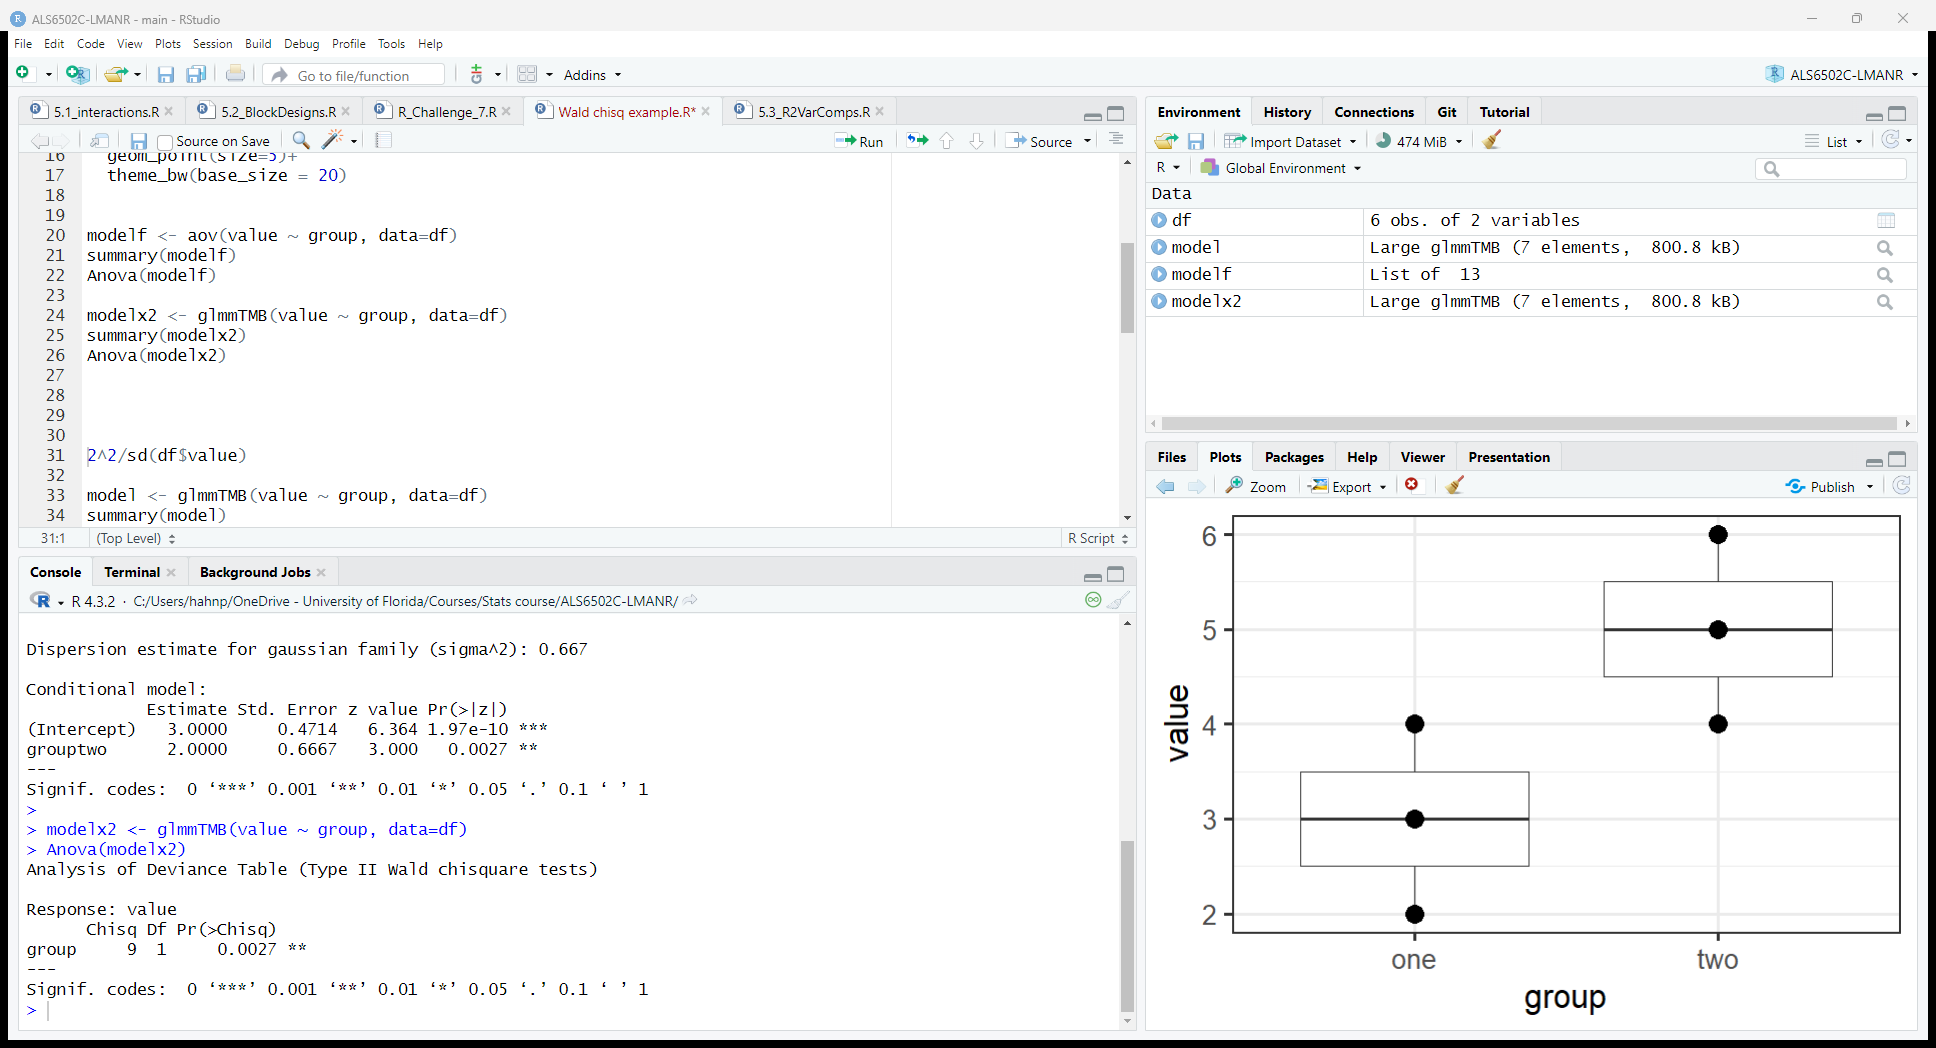 ALS6502C-LMANR - main - RStudio
File Edit Code View Plots Session Build Debug Profile Tools Help
Go to file/function Addins ALS6502C-LMANR
5.1_interactions.R 5.2_BlockDesigns.R R_Challenge_7.R Wald chisq example.R* 5.3_R2VarComps.R
Source on Save Run Source
16 geom_point(size=5)+
17 theme_bw(base_size = 20)
18
19
20 modelf <- aov(value ~ group, data=df)
21 summary(modelf)
22 Anova(modelf)
23
24 modelx2 <- glmmTMB(value ~ group, data=df)
25 summary(modelx2)
26 Anova(modelx2)
27
28
29
30
31 2^2/sd(df$value)
32
33 model <- glmmTMB(value ~ group, data=df)
34 summary(model)
31:1 (Top Level) R Script
Console Terminal Background Jobs
R 4.3.2 · C:/Users/hahnp/OneDrive - University of Florida/Courses/Stats course/ALS6502C-LMANR/
Dispersion estimate for gaussian family (sigma^2): 0.667
Conditional model:
Estimate Std. Error z value Pr(>|z|)
(Intercept) 3.0000 0.4714 6.364 1.97e-10 ***
grouptwo 2.0000 0.6667 3.000 0.0027 **
---
Signif. codes: 0 ‘***’ 0.001 ‘**’ 0.01 ‘*’ 0.05 ‘.’ 0.1 ‘ ’ 1
>
> modelx2 <- glmmTMB(value ~ group, data=df)
> Anova(modelx2)
Analysis of Deviance Table (Type II Wald chisquare tests)
Response: value
Chisq Df Pr(>Chisq)
group 9 1 0.0027 **
---
Signif. codes: 0 ‘***’ 0.001 ‘**’ 0.01 ‘*’ 0.05 ‘.’ 0.1 ‘ ’ 1
>
Environment History Connections Git Tutorial
Import Dataset 474 MiB List
R Global Environment
Data
df 6 obs. of 2 variables
model Large glmmTMB (7 elements, 800.8 kB)
modelf List of 13
modelx2 Large glmmTMB (7 elements, 800.8 kB)
Files Plots Packages Help Viewer Presentation
Zoom Export Publish
6
5
4
3
2
value
one two
group